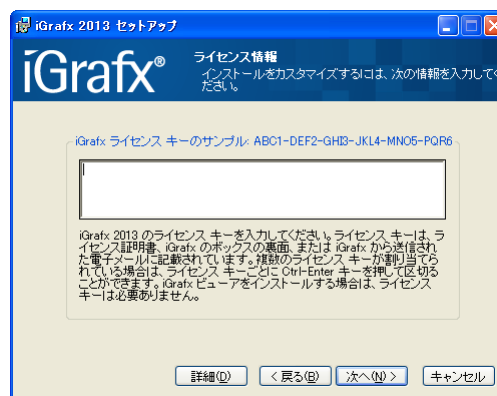 iGrafx 2013 セットアップ
iGrafx®
ライセンス情報
インストールをカスタマイズするには、次の情報を入力してく
ださい。
iGrafx ライセンス キーのサンプル: ABC1-DEF2-GHI3-JKL4-MNO5-PQR6
iGrafx 2013 のライセンス キーを入力してください。ライセンス キーは、ラ
イセンス証明書、iGrafx のボックスの裏面、または iGrafx から送信され
た電子メールに記載されています。複数のライセンス キーが割り当てら
れている場合は、ライセンス キーごとに Ctrl-Enter キーを押して区切る
ことができます。iGrafx ビューアをインストールする場合は、ライセンス
キーは必要ありません。
詳細(D) < 戻る(B) 次へ(N) > キャンセル